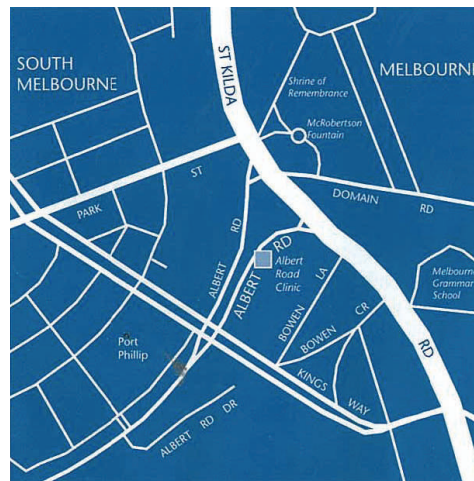 SOUTH
MELBOURNE
ST KILDA
MELBOURNE
Shrine of
Remembrance
McRobertson
Fountain
PARK
ST
DOMAIN
RD
ALBERT
RD
ALBERT
RD
Albert
Road
Clinic
BOWEN
LA
BOWEN
CR
Melbourne
Grammar
School
Port
Phillip
RD
KINGS
WAY
ALBERT RD DR